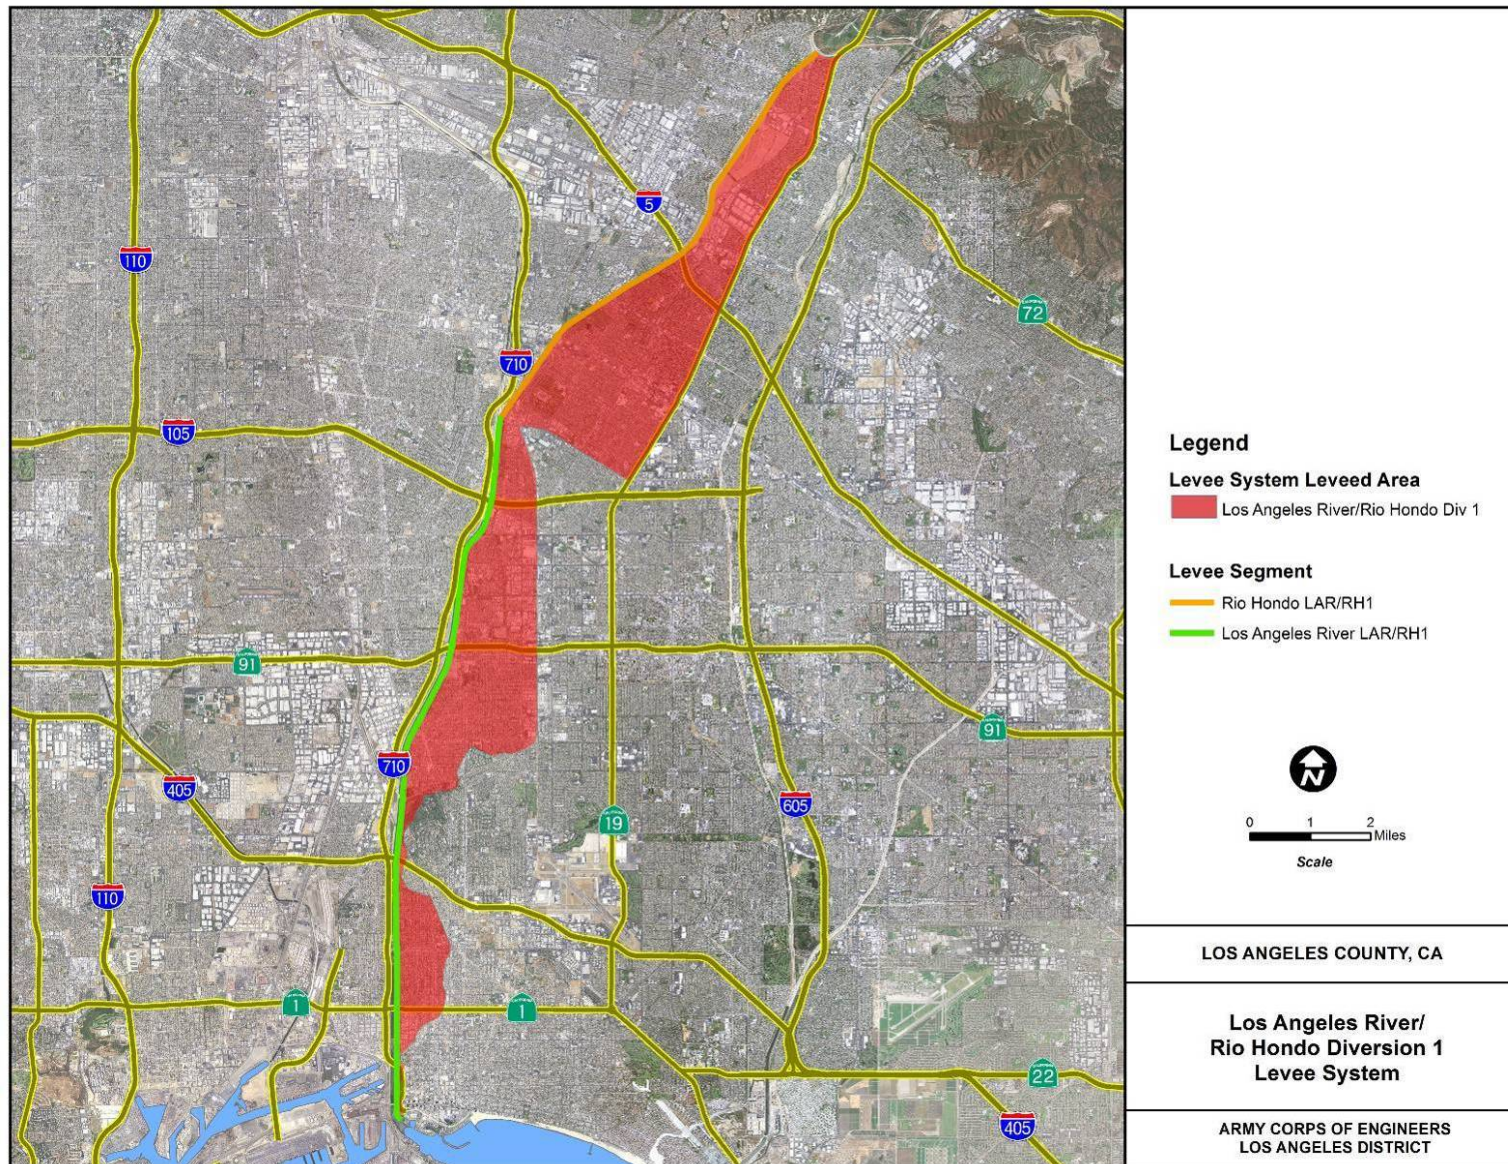 5
110
72
710
105
91
91
710
405
605
19
110
1
1
22
405
Legend
Levee System Leveed Area
Los Angeles River/Rio Hondo Div 1
Levee Segment
Rio Hondo LAR/RH1
Los Angeles River LAR/RH1
N
0 1 2
Miles
Scale
LOS ANGELES COUNTY, CA
Los Angeles River/
Rio Hondo Diversion 1
Levee System
ARMY CORPS OF ENGINEERS
LOS ANGELES DISTRICT